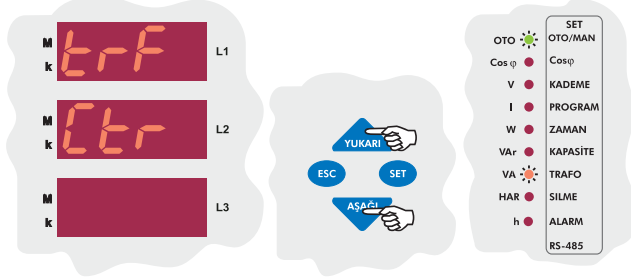 M
k
trF
L1
M
k
Ctr
L2
M
k
L3
YUKARI
ESC
SET
AŞAĞI
SET
OTO
OTO/MAN
Cos φ
Cosφ
V
KADEME
I
PROGRAM
W
ZAMAN
VAr
KAPASİTE
VA
TRAFO
HAR
SILME
h
ALARM
RS-485